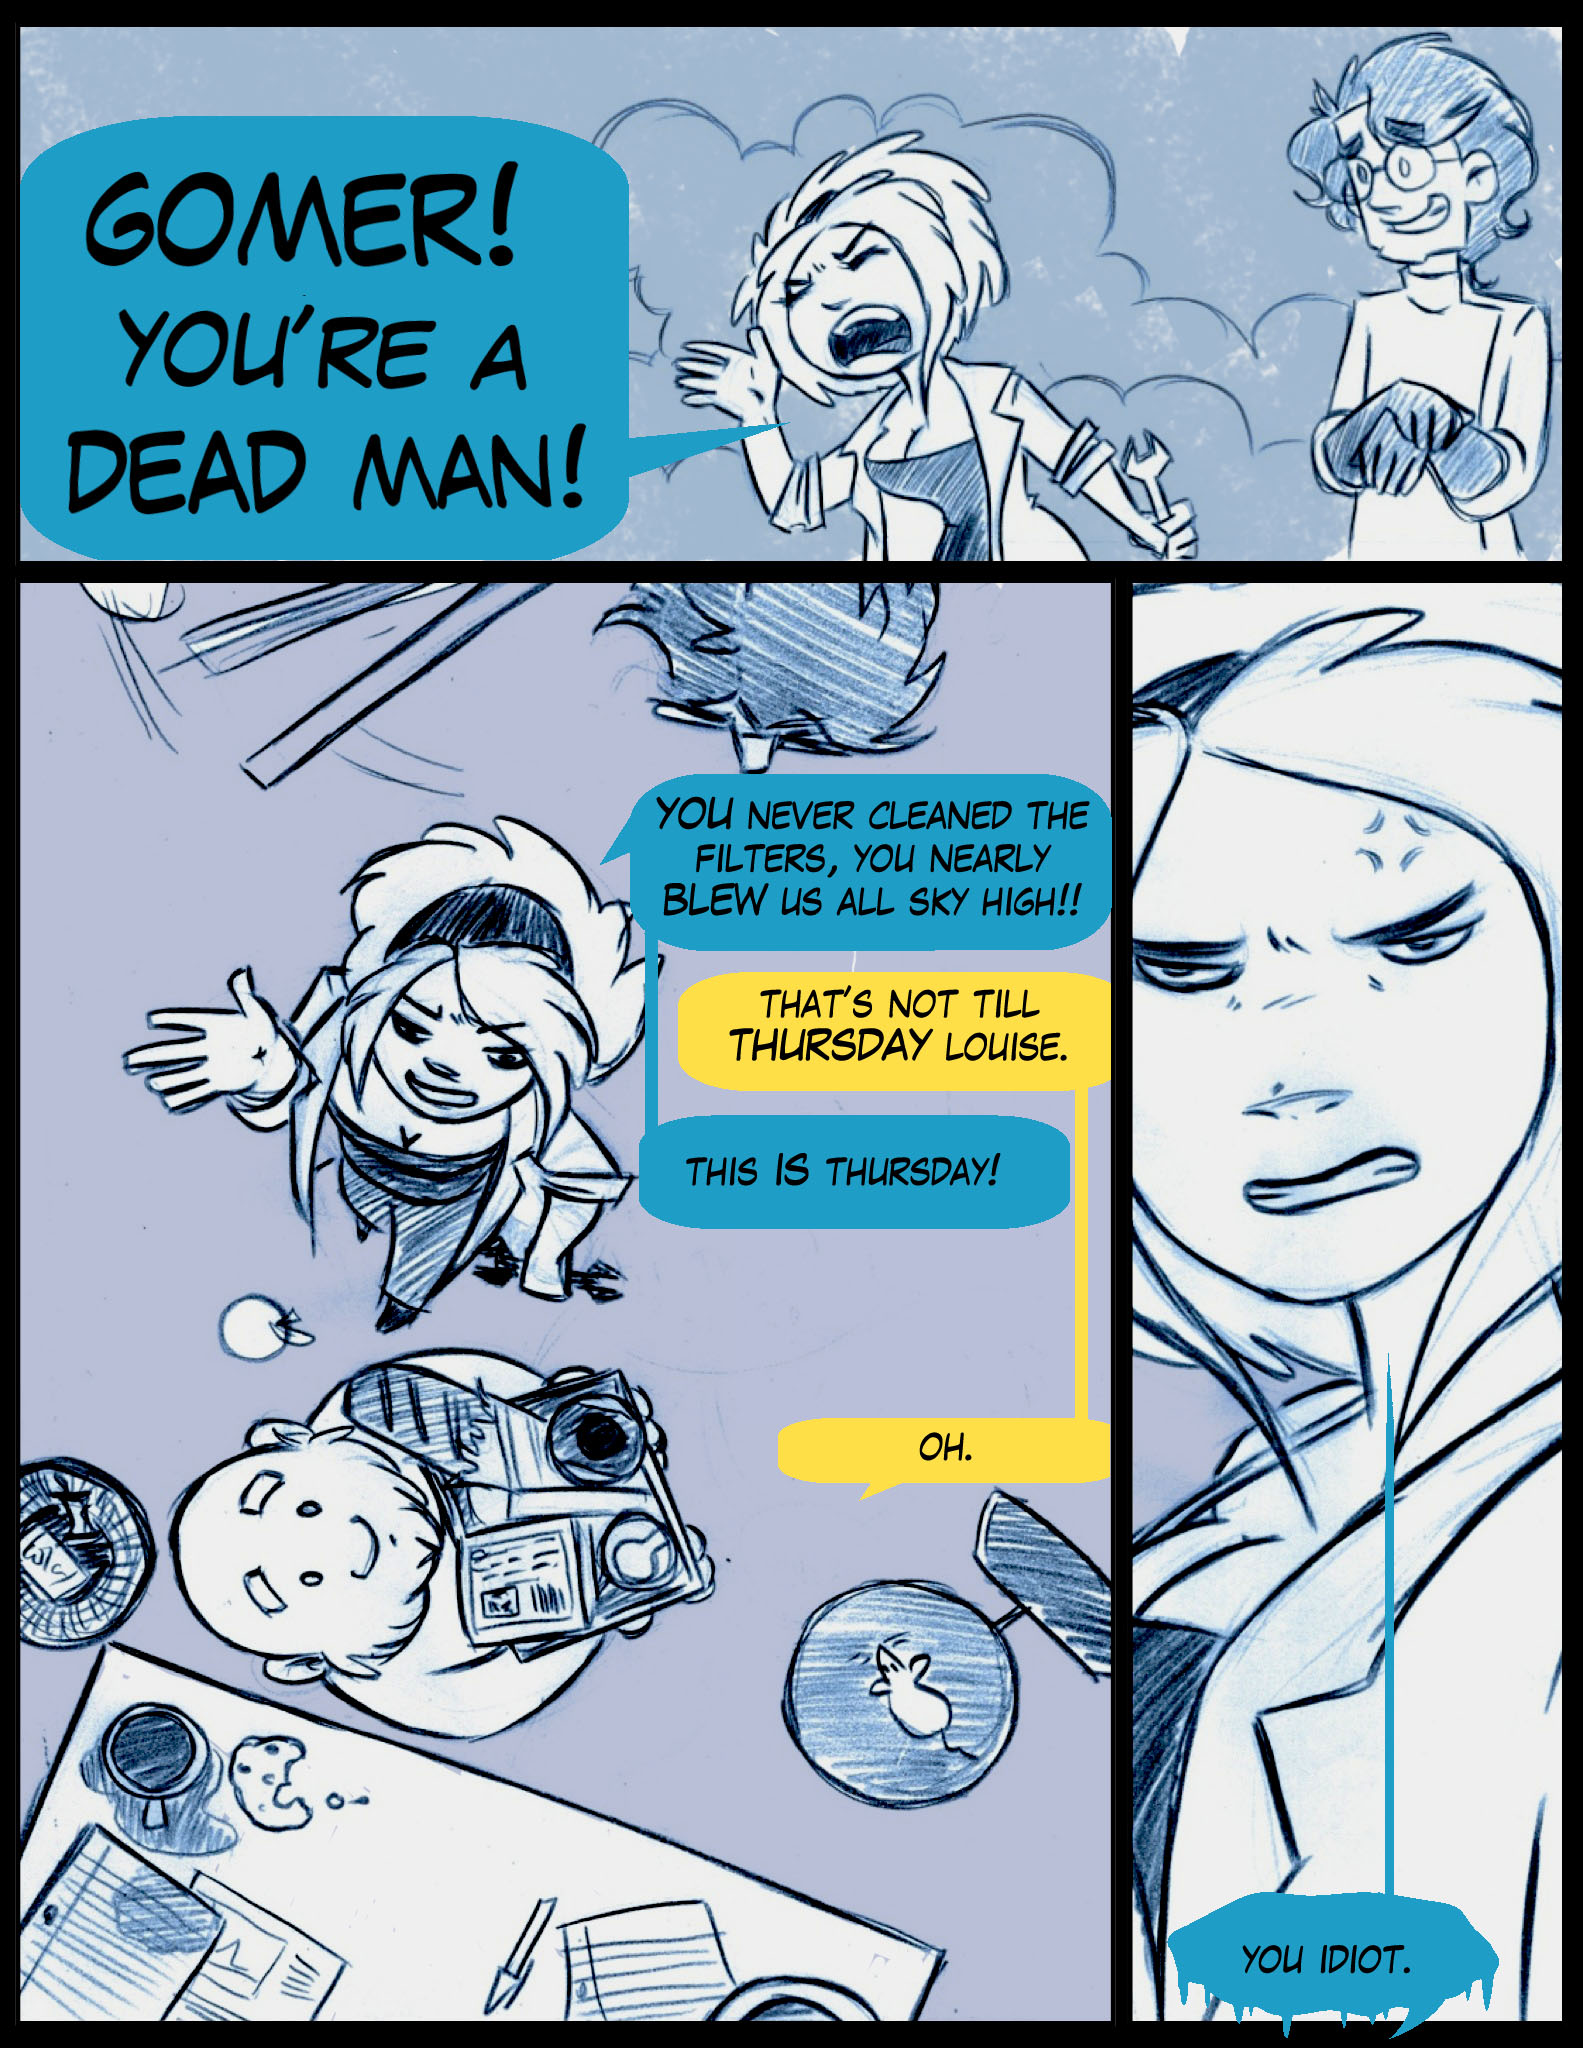 GOMER!
YOU'RE A
DEAD MAN!
YOU NEVER CLEANED THE
FILTERS, YOU NEARLY
BLEW US ALL SKY HIGH!!
THAT'S NOT TILL
THURSDAY LOUISE.
THIS IS THURSDAY!
OH.
YOU IDIOT.